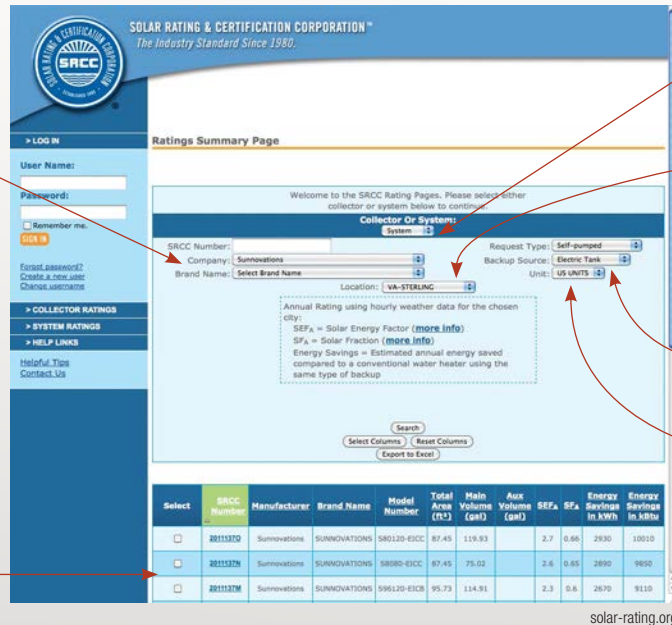 SOLAR RATING & CERTIFICATION CORPORATION™
The Industry Standard Since 1980.
SOLAR RATING & CERTIFICATION CORPORATION
SRCC
ESTABLISHED 1980
®
> LOG IN
User Name:
Password:
Remember me.
SIGN IN
Forgot password?
Create a new user
Change username
> COLLECTOR RATINGS
> SYSTEM RATINGS
> HELP LINKS
Helpful Tips
Contact Us
Ratings Summary Page
Welcome to the SRCC Rating Pages. Please select either
collector or system below to continue.
Collector Or System:
System
SRCC Number:
Request Type: Self-pumped
Company: Sunnovations
Backup Source: Electric Tank
Brand Name: Select Brand Name
Unit: US UNITS
Location: VA-STERLING
Annual Rating using hourly weather data for the chosen
city:
SEFA = Solar Energy Factor (more info)
SFA = Solar Fraction (more info)
Energy Savings = Estimated annual energy saved
compared to a conventional water heater using the
same type of backup
Search
Select Columns Reset Columns
Export to Excel
Select SRCC Number Manufacturer Brand Name Model Number Total Area (ft²) Main Volume (gal) Aux Volume (gal) SEFA SFA Energy Savings in kWh Energy Savings in kBtu
2011137O Sunnovations SUNNOVATIONS S80120-EICC 87.45 119.93 2.7 0.66 2930 10010
2011137N Sunnovations SUNNOVATIONS S8080-EICC 87.45 75.02 2.6 0.65 2890 9850
2011137M Sunnovations SUNNOVATIONS S96120-EICB 95.73 114.91 2.3 0.6 2670 9110
solar-rating.org